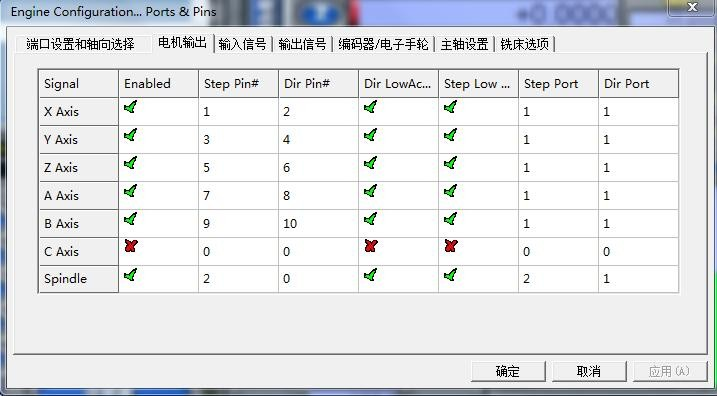 +0.0000
Engine Configuration... Ports & Pins
端口设置和轴向选择 电机输出 输入信号 输出信号 编码器/电子手轮 主轴设置 铣床选项
Signal Enabled Step Pin# Dir Pin# Dir LowAc... Step Low ... Step Port Dir Port
X Axis 1 2 1 1
Y Axis 3 4 1 1
Z Axis 5 6 1 1
A Axis 7 8 1 1
B Axis 9 10 1 1
C Axis 0 0 0 0
Spindle 2 0 2 1
确定 取消 应用(A)